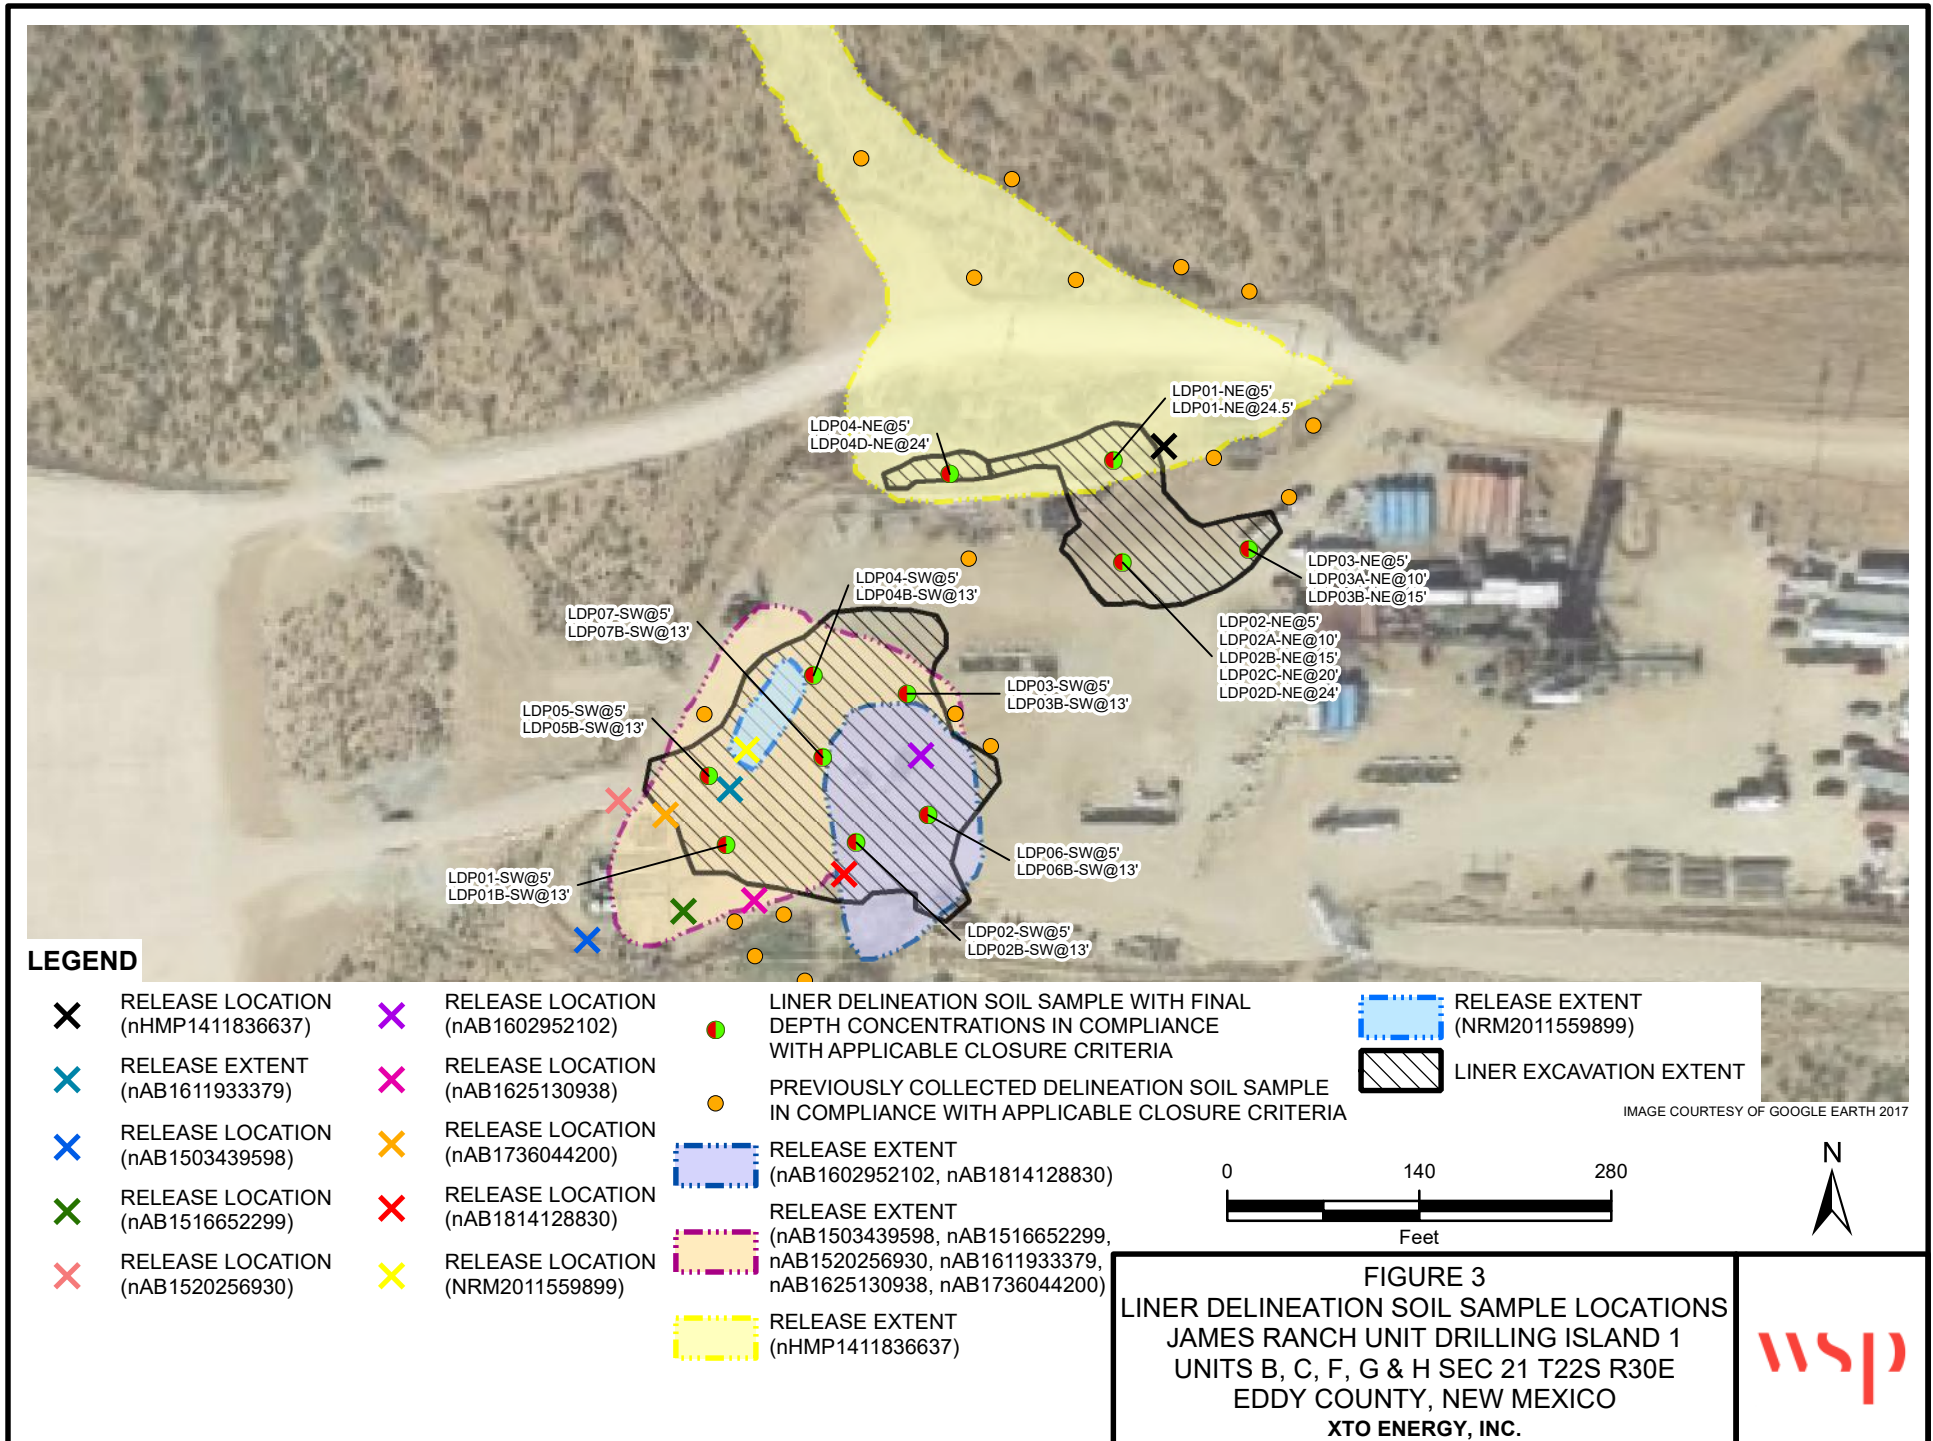 LDP01-NE@5'
LDP01-NE@24.5'
LDP04-NE@5'
LDP04D-NE@24'
LDP03-NE@5'
LDP03A-NE@10'
LDP03B-NE@15'
LDP04-SW@5'
LDP04B-SW@13'
LDP07-SW@5'
LDP07B-SW@13'
LDP02-NE@5'
LDP02A-NE@10'
LDP02B-NE@15'
LDP02C-NE@20'
LDP02D-NE@24'
LDP03-SW@5'
LDP03B-SW@13'
LDP05-SW@5'
LDP05B-SW@13'
LDP06-SW@5'
LDP06B-SW@13'
LDP01-SW@5'
LDP01B-SW@13'
LDP02-SW@5'
LDP02B-SW@13'
LEGEND
RELEASE LOCATION
(nHMP1411836637)
RELEASE EXTENT
(nAB1611933379)
RELEASE LOCATION
(nAB1503439598)
RELEASE LOCATION
(nAB1516652299)
RELEASE LOCATION
(nAB1520256930)
RELEASE LOCATION
(nAB1602952102)
RELEASE LOCATION
(nAB1625130938)
RELEASE LOCATION
(nAB1736044200)
RELEASE LOCATION
(nAB1814128830)
RELEASE LOCATION
(NRM2011559899)
LINER DELINEATION SOIL SAMPLE WITH FINAL
DEPTH CONCENTRATIONS IN COMPLIANCE
WITH APPLICABLE CLOSURE CRITERIA
PREVIOUSLY COLLECTED DELINEATION SOIL SAMPLE
IN COMPLIANCE WITH APPLICABLE CLOSURE CRITERIA
RELEASE EXTENT
(nAB1602952102, nAB1814128830)
RELEASE EXTENT
(nAB1503439598, nAB1516652299,
nAB1520256930, nAB1611933379,
nAB1625130938, nAB1736044200)
RELEASE EXTENT
(nHMP1411836637)
RELEASE EXTENT
(NRM2011559899)
LINER EXCAVATION EXTENT
IMAGE COURTESY OF GOOGLE EARTH 2017
0 140 280
Feet
N
FIGURE 3
LINER DELINEATION SOIL SAMPLE LOCATIONS
JAMES RANCH UNIT DRILLING ISLAND 1
UNITS B, C, F, G & H SEC 21 T22S R30E
EDDY COUNTY, NEW MEXICO
XTO ENERGY, INC.
wsp